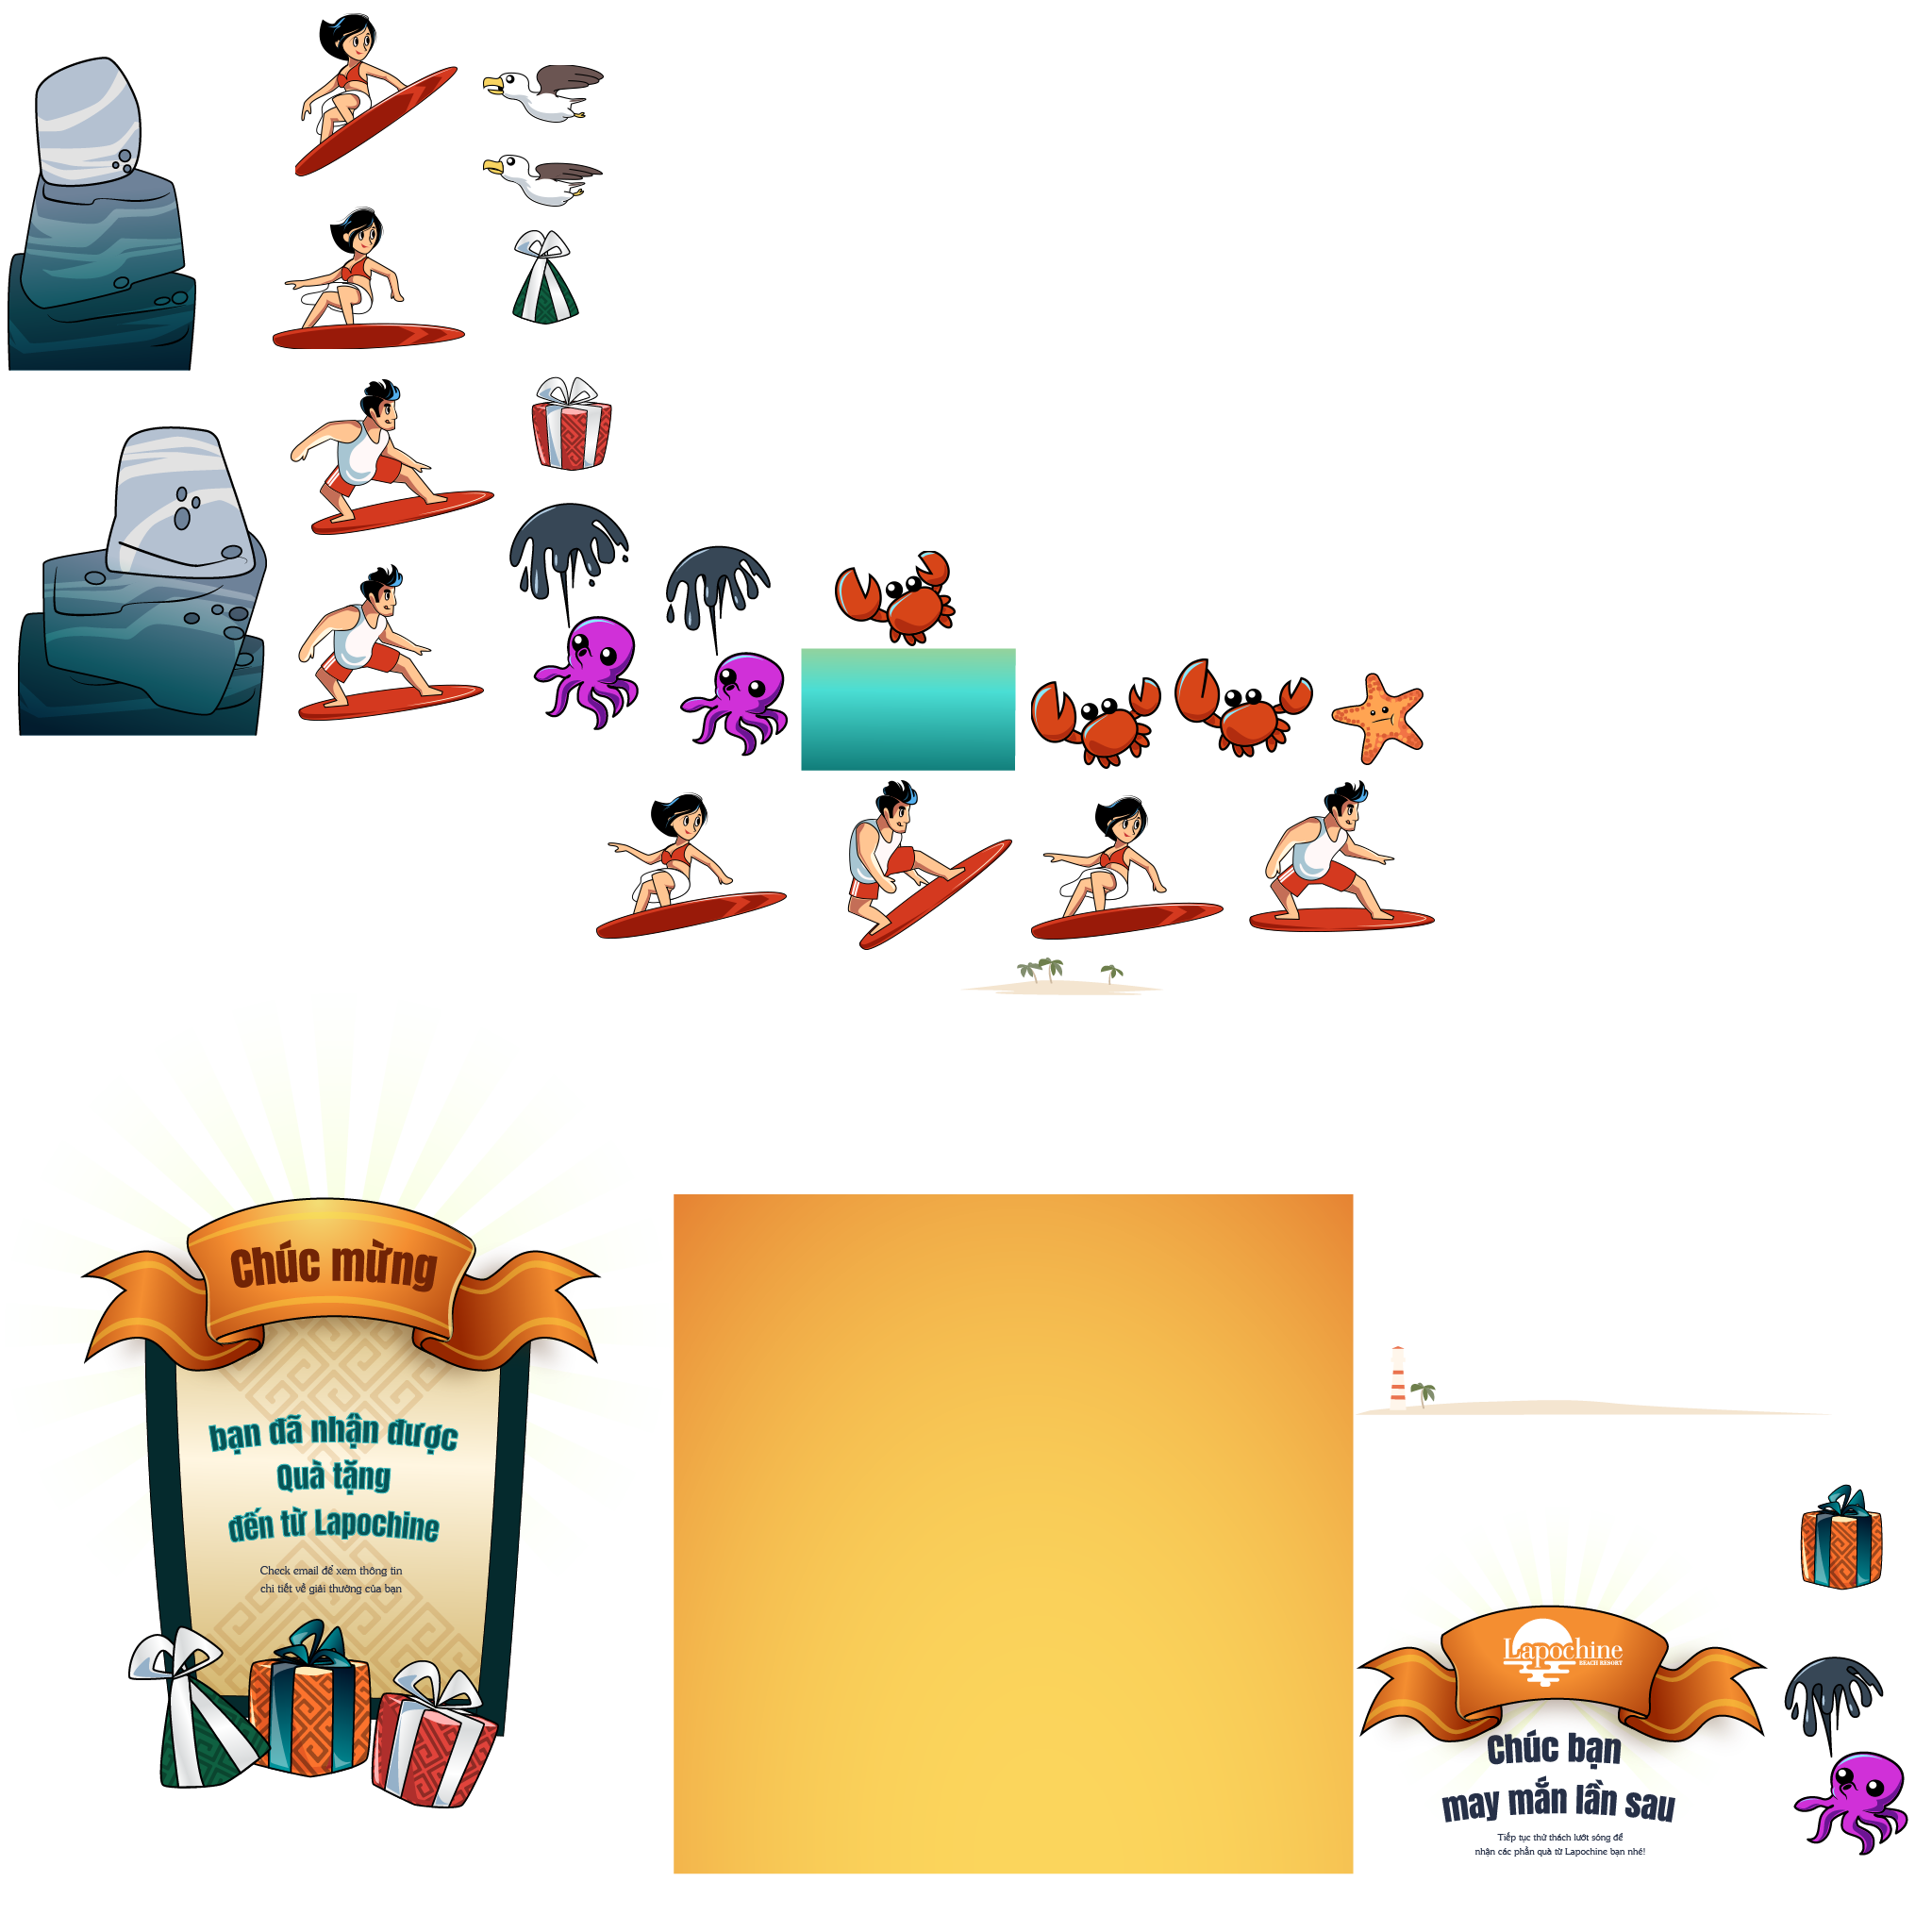 Chúc mừng
bạn đã nhận được
Quà tặng
đến từ Lapochine
Check email để xem thông tin
chi tiết về giải thưởng của bạn
Lapochine
BEACH RESORT
Chúc bạn
may mắn lần sau
Tiếp tục thử thách lướt sóng để
nhận các phần quà từ Lapochine bạn nhé!